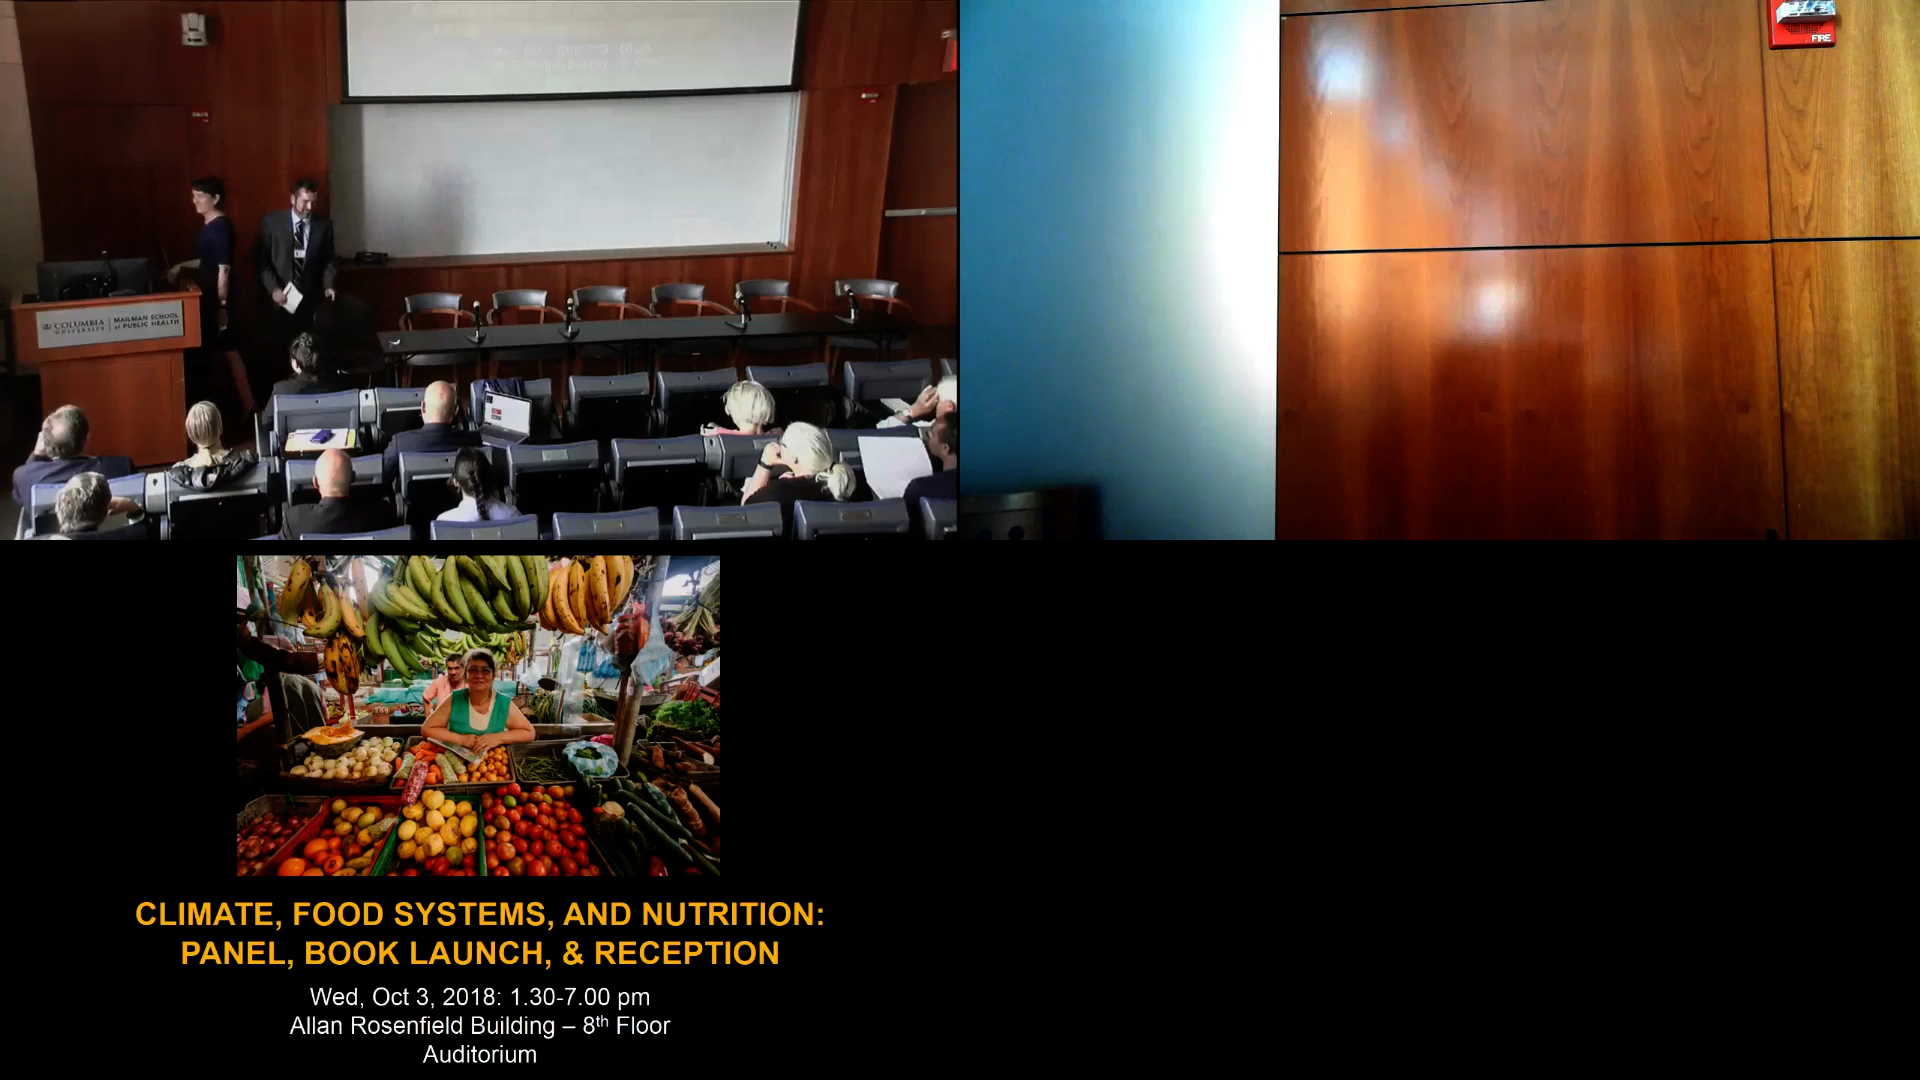 COLUMBIA
UNIVERSITY
MAILMAN SCHOOL
of PUBLIC HEALTH
FIRE
CLIMATE, FOOD SYSTEMS, AND NUTRITION:
PANEL, BOOK LAUNCH, & RECEPTION
Wed, Oct 3, 2018: 1.30-7.00 pm
Allan Rosenfield Building – 8th Floor
Auditorium